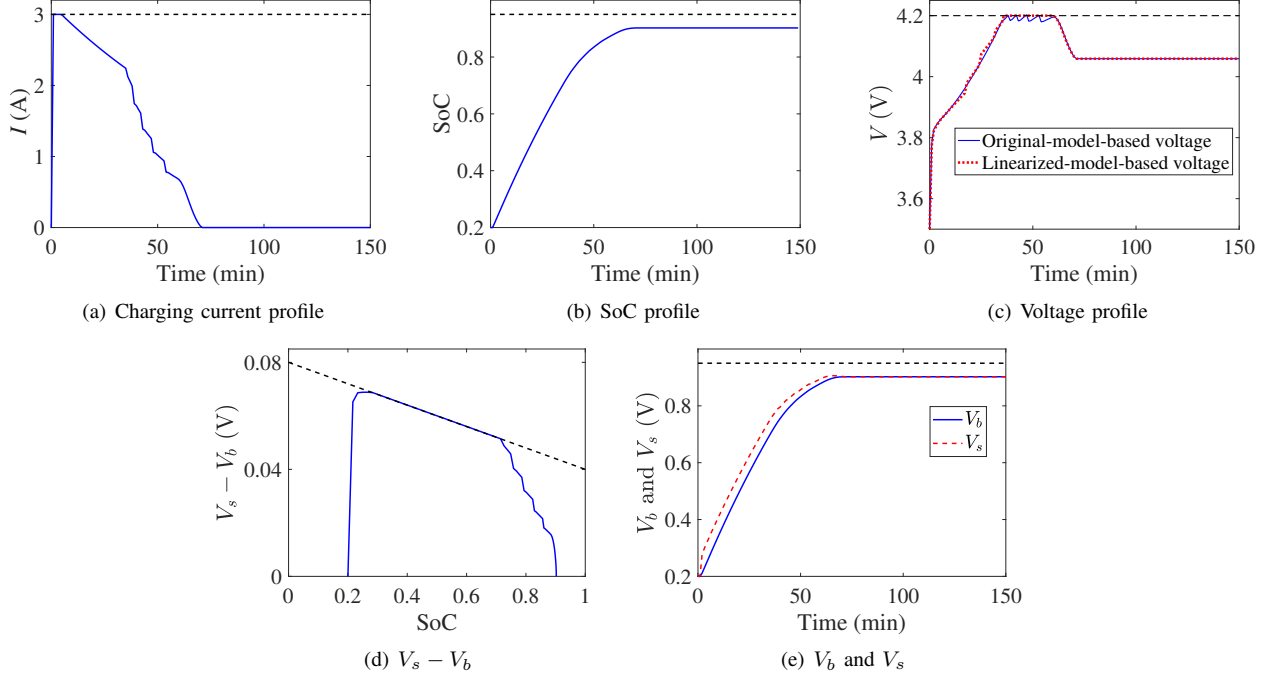 I (A)
3
2
1
0
0
50
100
150
Time (min)
(a) Charging current profile
SoC
0.8
0.6
0.4
0.2
0
50
100
150
Time (min)
(b) SoC profile
V (V)
4.2
4
3.8
3.6
Original-model-based voltage
Linearized-model-based voltage
0
50
100
150
Time (min)
(c) Voltage profile
V_s − V_b (V)
0.08
0.04
0
0
0.2
0.4
0.6
0.8
1
SoC
(d) V_s − V_b
V_b and V_s (V)
0.8
0.6
0.4
0.2
V_b
V_s
0
50
100
150
Time (min)
(e) V_b and V_s